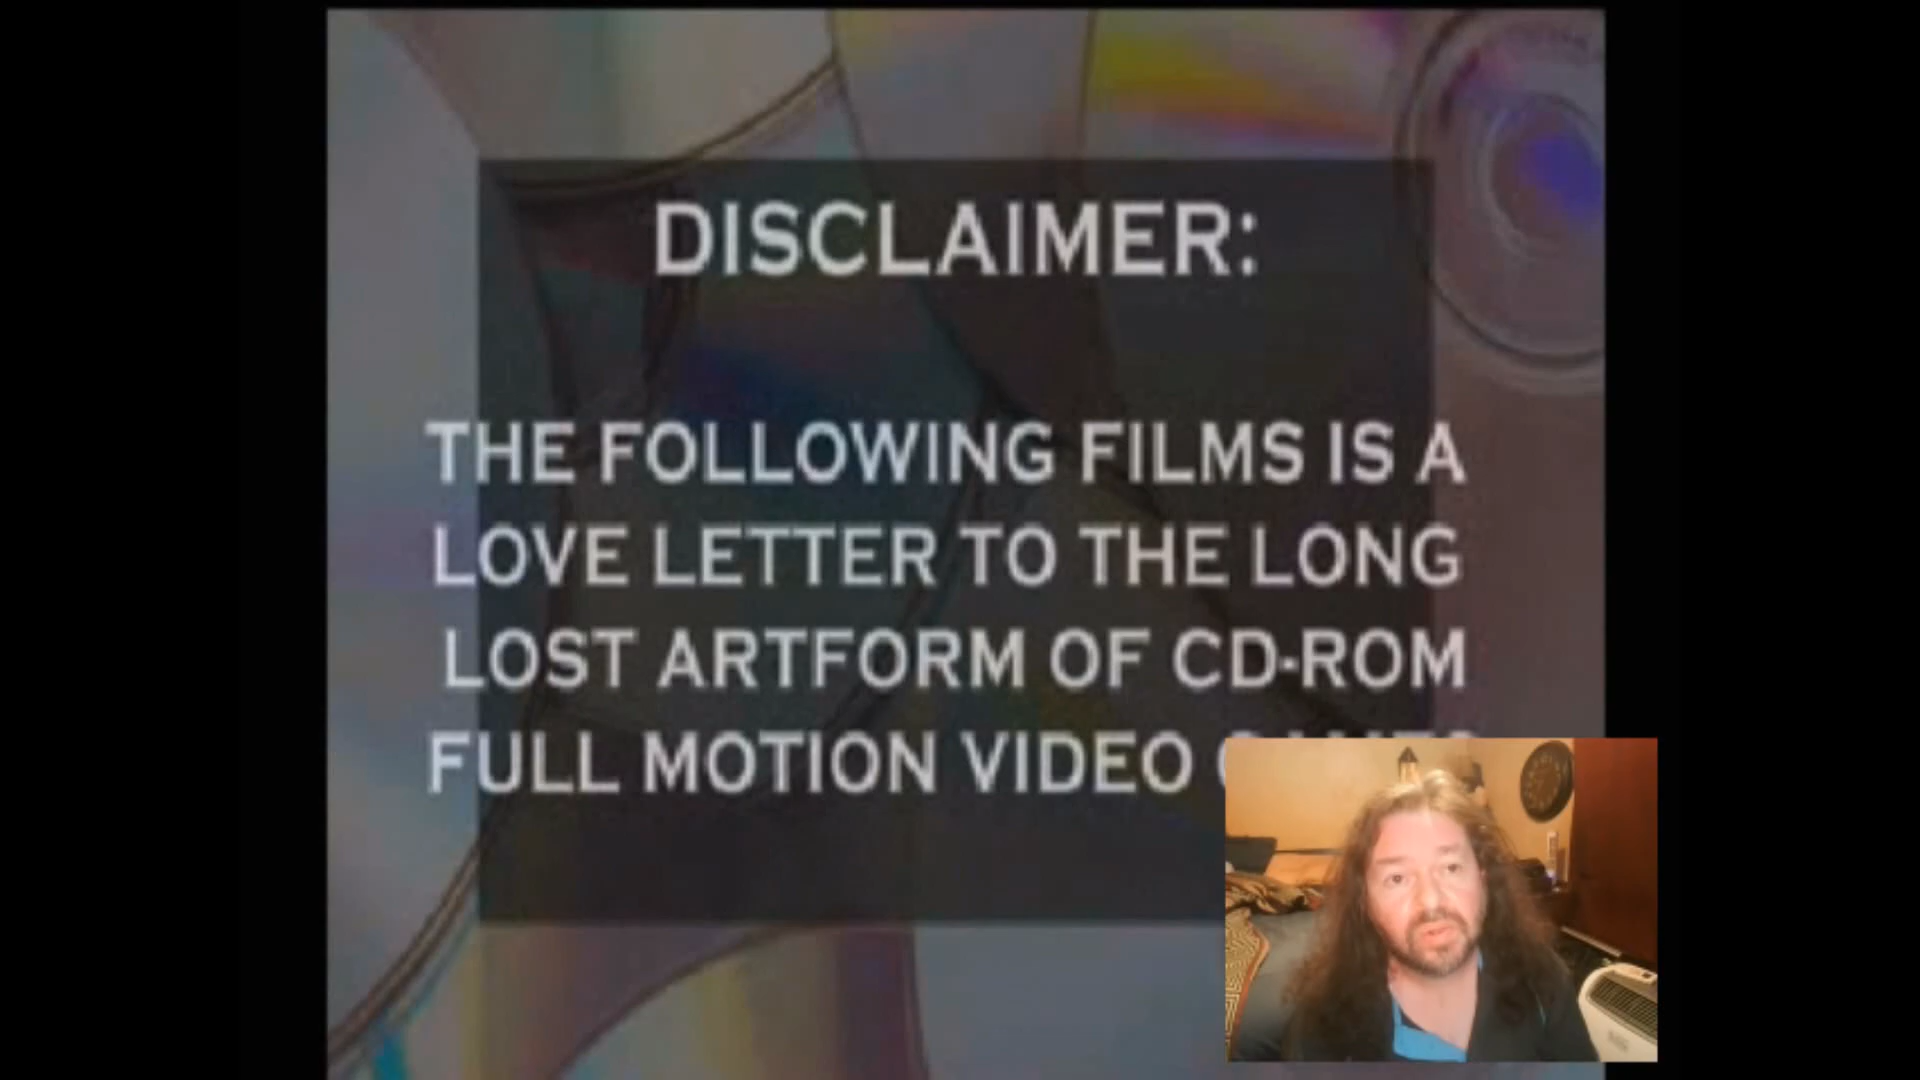 DISCLAIMER:
THE FOLLOWING FILMS IS A
LOVE LETTER TO THE LONG
LOST ARTFORM OF CD-ROM
FULL MOTION VIDEO